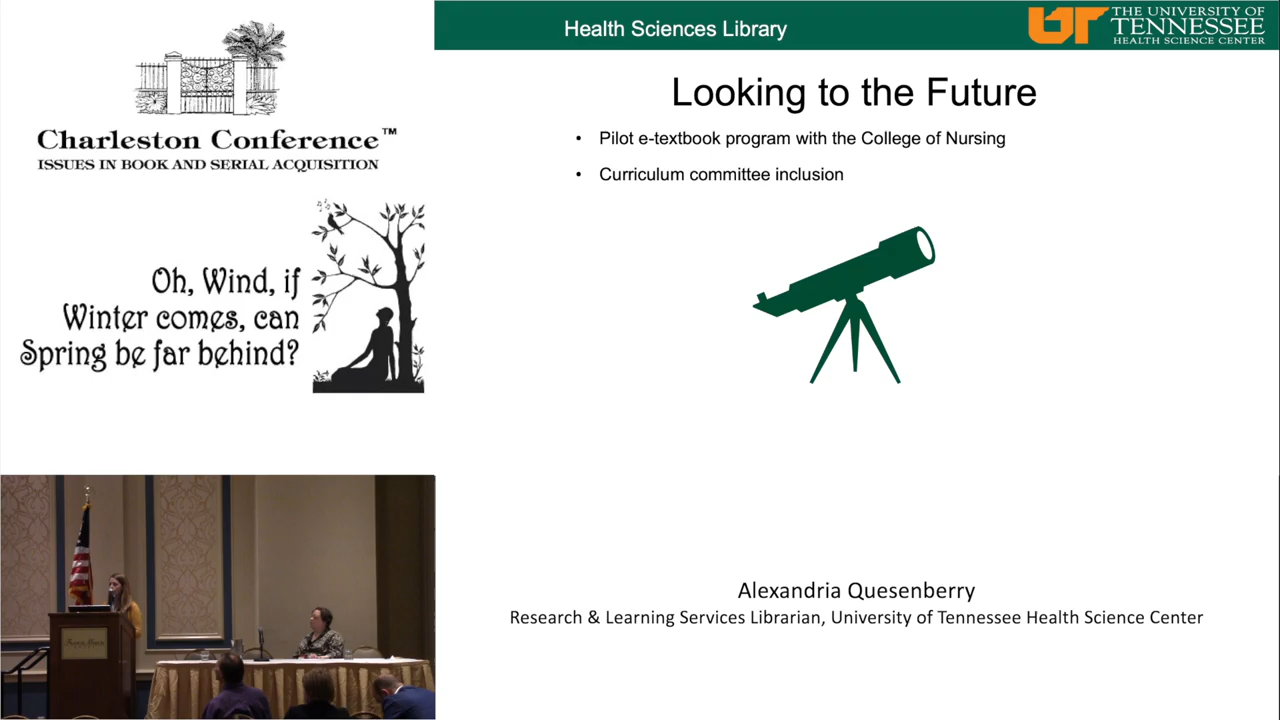 Charleston Conference™
ISSUES IN BOOK AND SERIAL ACQUISITION
Oh, Wind, if
Winter comes, can
Spring be far behind?
Health Sciences Library
UT
THE UNIVERSITY OF
TENNESSEE
HEALTH SCIENCE CENTER
Looking to the Future
• Pilot e-textbook program with the College of Nursing
• Curriculum committee inclusion
Alexandria Quesenberry
Research & Learning Services Librarian, University of Tennessee Health Science Center